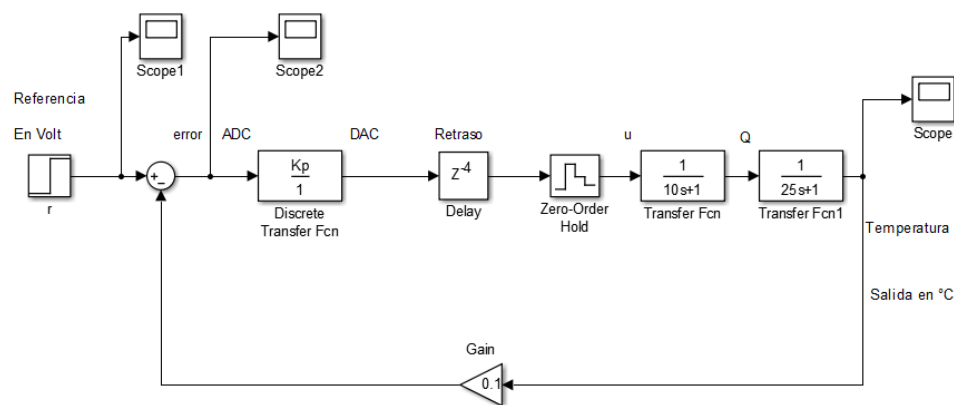 Scope1
Scope2
Referencia
En Volt
error
ADC
DAC
Retraso
u
Q
Scope
r
+
−
Kp
1
Discrete
Transfer Fcn
Z-4
Delay
Zero-Order
Hold
1
10s+1
Transfer Fcn
1
25s+1
Transfer Fcn1
Temperatura
Salida en °C
Gain
0.1